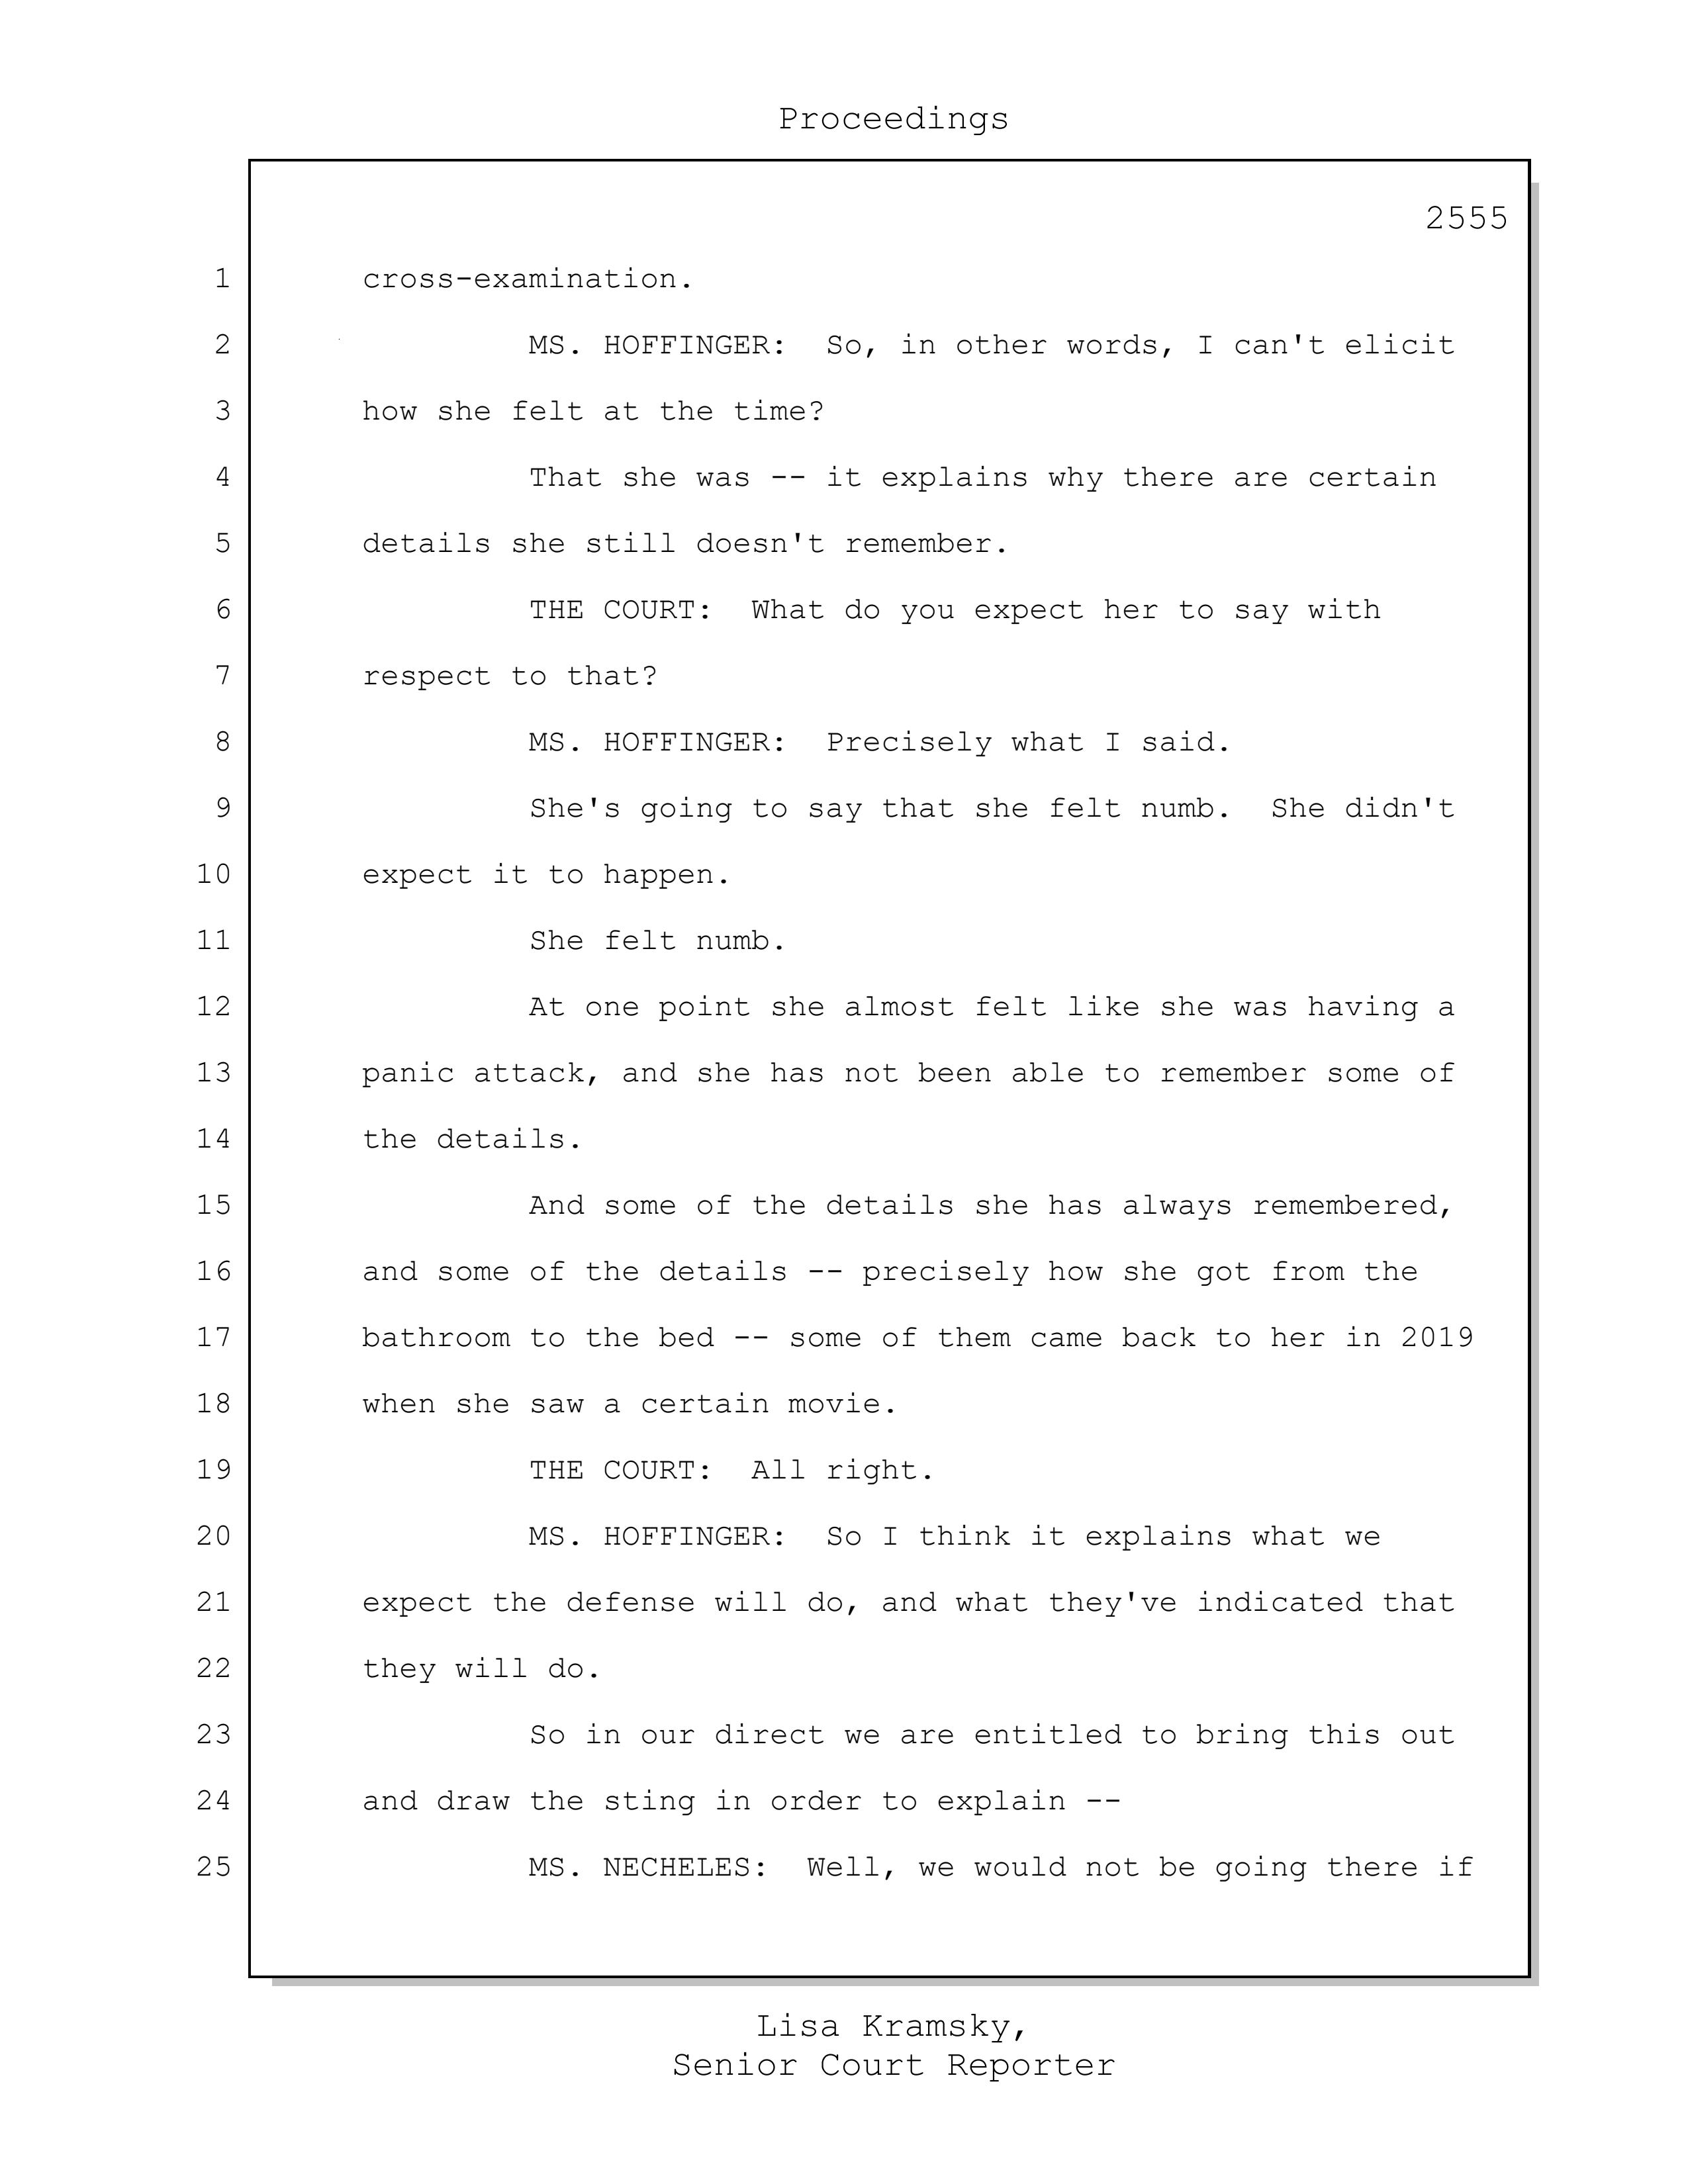 Proceedings
2555
1 cross-examination.
2 MS. HOFFINGER:  So, in other words, I can't elicit
3 how she felt at the time?
4 That she was -- it explains why there are certain
5 details she still doesn't remember.
6 THE COURT:  What do you expect her to say with
7 respect to that?
8 MS. HOFFINGER:  Precisely what I said.
9 She's going to say that she felt numb.  She didn't
10 expect it to happen.
11 She felt numb.
12 At one point she almost felt like she was having a
13 panic attack, and she has not been able to remember some of
14 the details.
15 And some of the details she has always remembered,
16 and some of the details -- precisely how she got from the
17 bathroom to the bed -- some of them came back to her in 2019
18 when she saw a certain movie.
19 THE COURT:  All right.
20 MS. HOFFINGER:  So I think it explains what we
21 expect the defense will do, and what they've indicated that
22 they will do.
23 So in our direct we are entitled to bring this out
24 and draw the sting in order to explain --
25 MS. NECHELES:  Well, we would not be going there if
Lisa Kramsky,
Senior Court Reporter